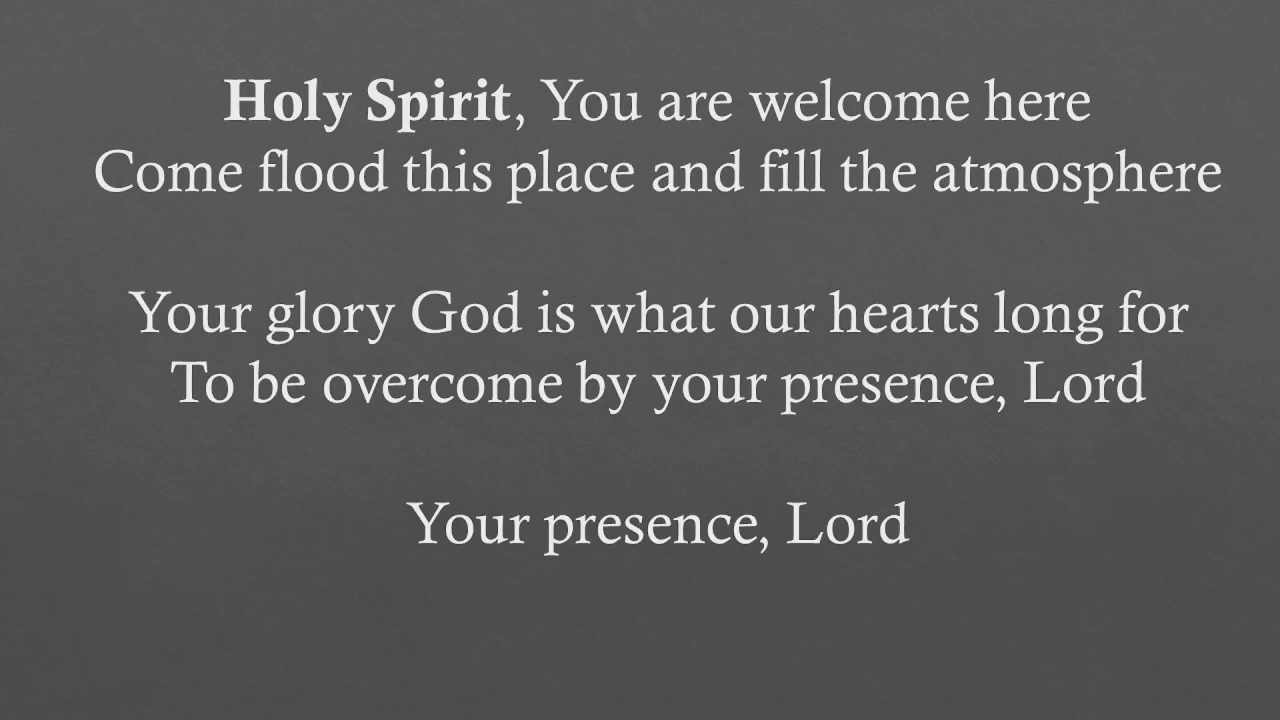 Holy Spirit, You are welcome here
Come flood this place and fill the atmosphere
Your glory God is what our hearts long for
To be overcome by your presence, Lord
Your presence, Lord